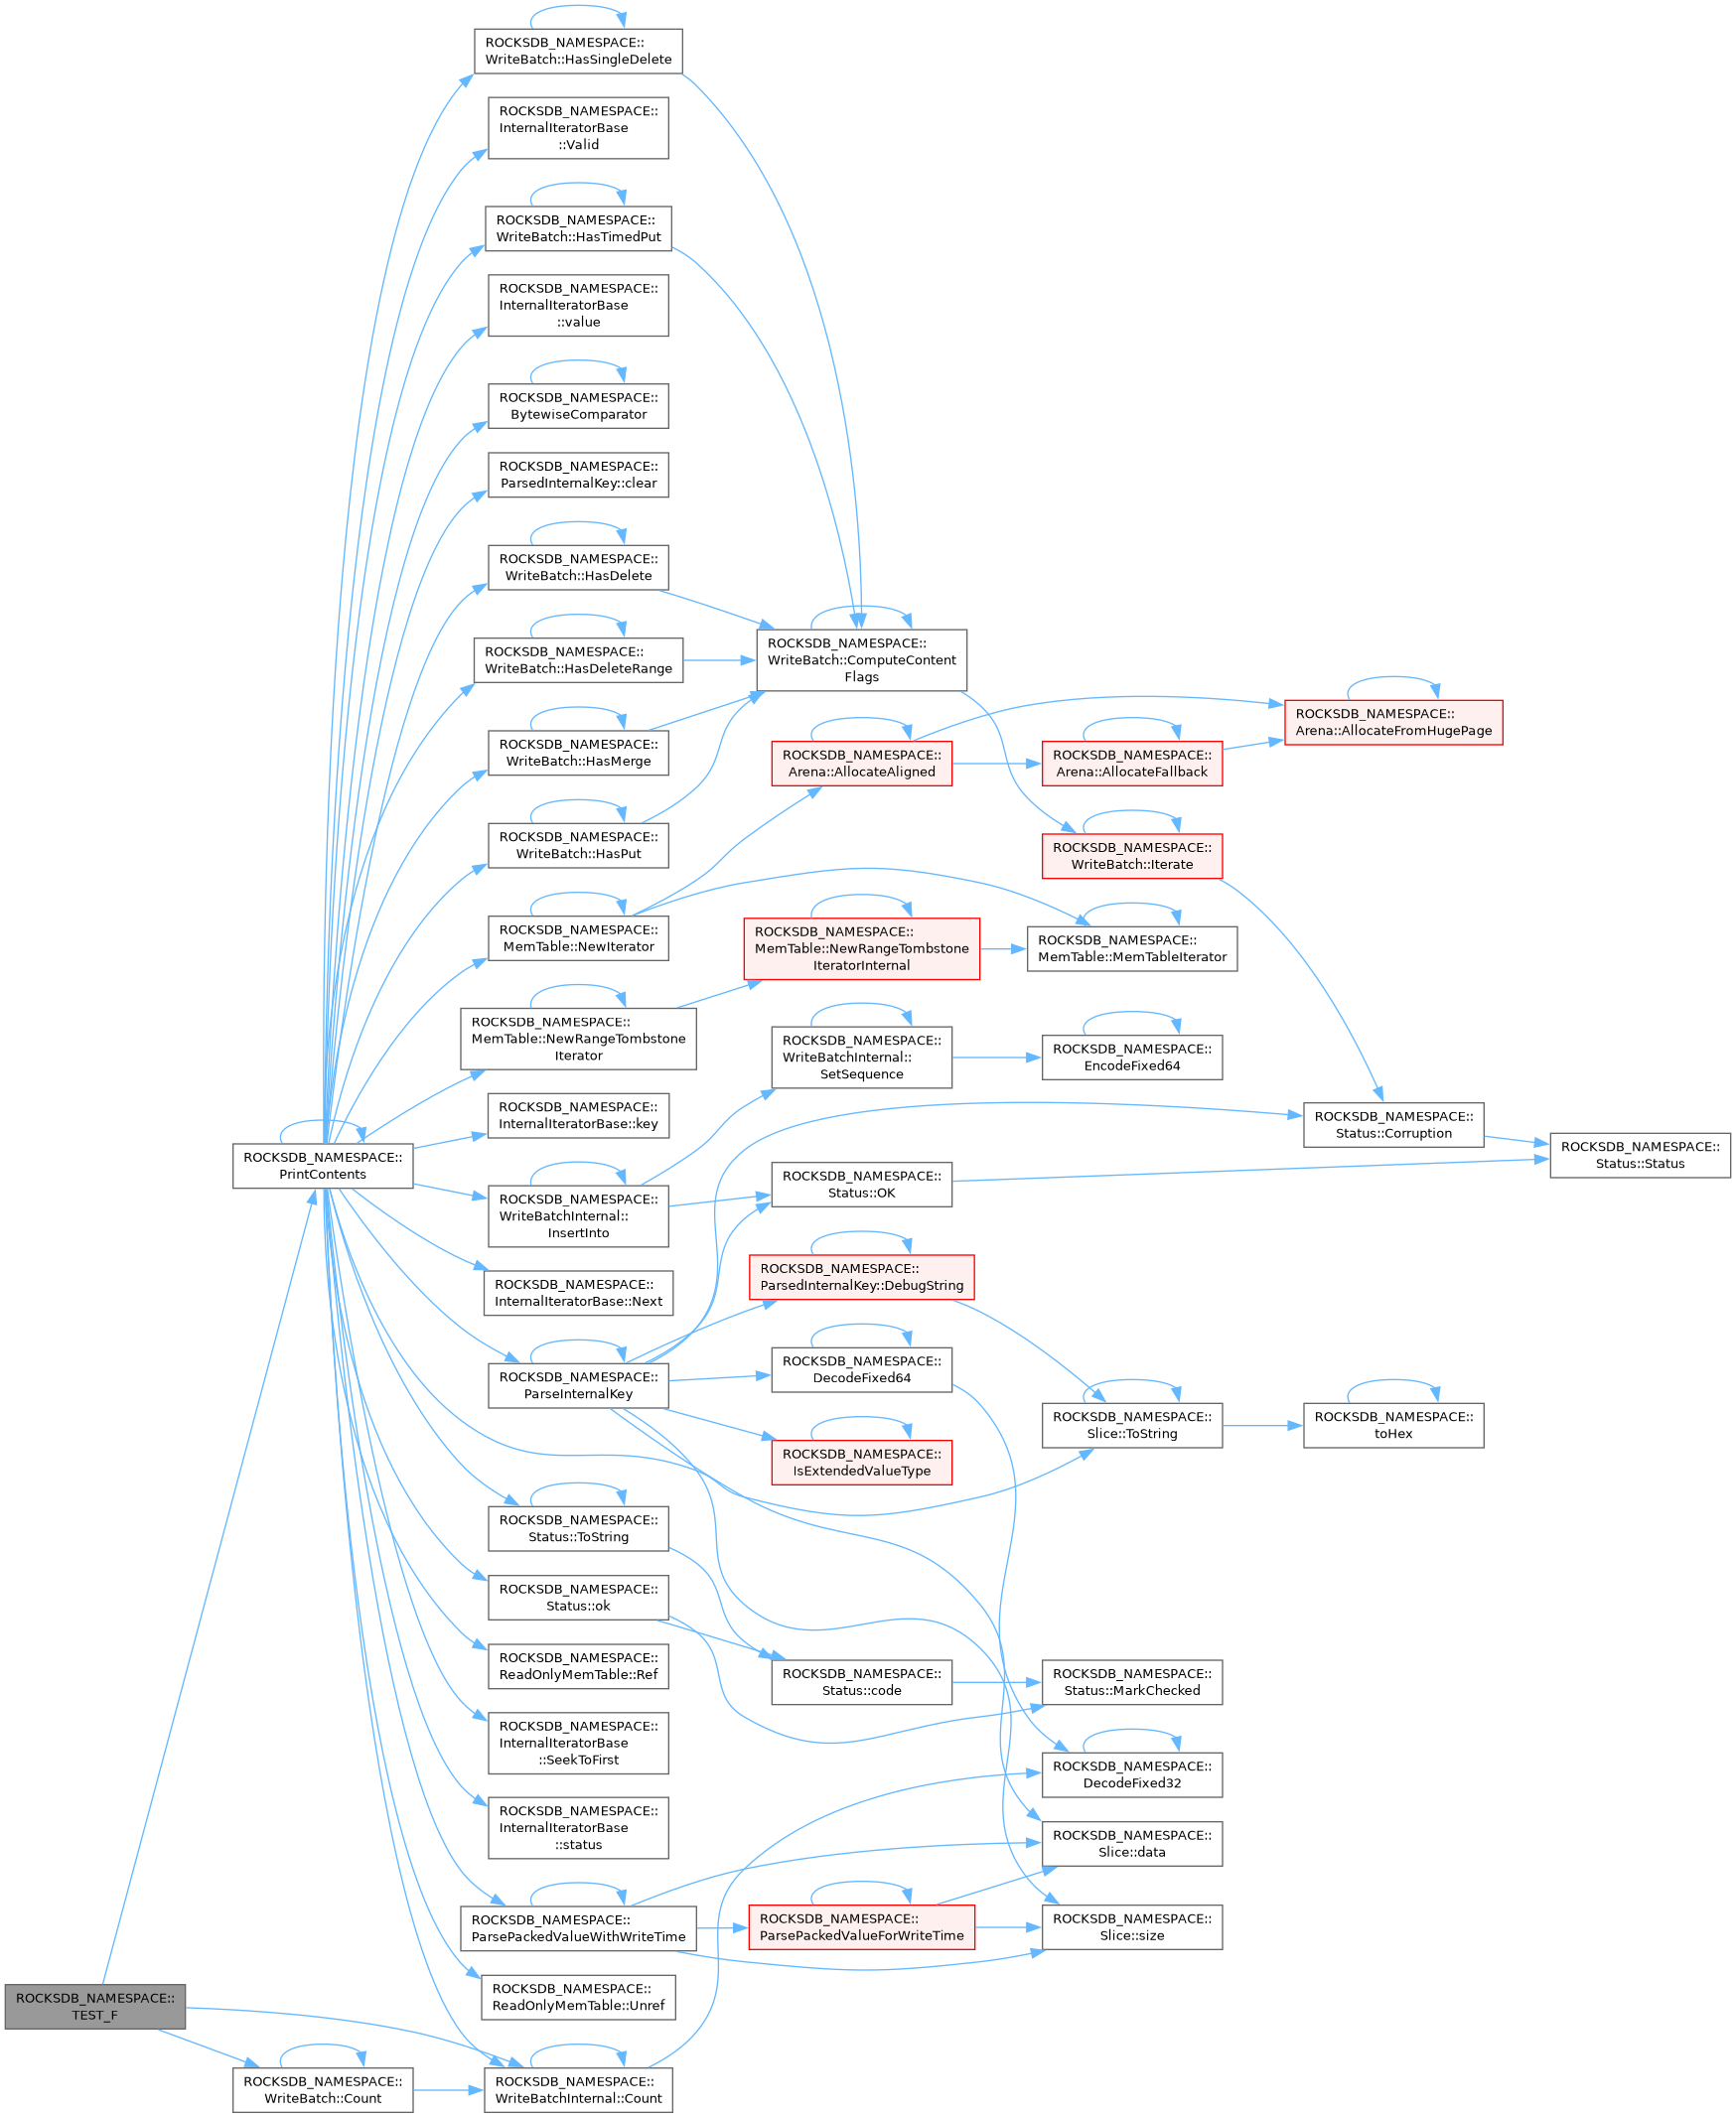 ROCKSDB_NAMESPACE::
WriteBatch::HasSingleDelete
ROCKSDB_NAMESPACE::
InternalIteratorBase
::Valid
ROCKSDB_NAMESPACE::
WriteBatch::HasTimedPut
ROCKSDB_NAMESPACE::
InternalIteratorBase
::value
ROCKSDB_NAMESPACE::
BytewiseComparator
ROCKSDB_NAMESPACE::
ParsedInternalKey::clear
ROCKSDB_NAMESPACE::
WriteBatch::HasDelete
ROCKSDB_NAMESPACE::
WriteBatch::HasDeleteRange
ROCKSDB_NAMESPACE::
WriteBatch::HasMerge
ROCKSDB_NAMESPACE::
WriteBatch::HasPut
ROCKSDB_NAMESPACE::
MemTable::NewIterator
ROCKSDB_NAMESPACE::
MemTable::NewRangeTombstone
Iterator
ROCKSDB_NAMESPACE::
InternalIteratorBase::key
ROCKSDB_NAMESPACE::
WriteBatchInternal::
InsertInto
ROCKSDB_NAMESPACE::
InternalIteratorBase::Next
ROCKSDB_NAMESPACE::
ParseInternalKey
ROCKSDB_NAMESPACE::
Status::ToString
ROCKSDB_NAMESPACE::
Status::ok
ROCKSDB_NAMESPACE::
ReadOnlyMemTable::Ref
ROCKSDB_NAMESPACE::
InternalIteratorBase
::SeekToFirst
ROCKSDB_NAMESPACE::
InternalIteratorBase
::status
ROCKSDB_NAMESPACE::
ParsePackedValueWithWriteTime
ROCKSDB_NAMESPACE::
ReadOnlyMemTable::Unref
ROCKSDB_NAMESPACE::
WriteBatchInternal::Count
ROCKSDB_NAMESPACE::
PrintContents
ROCKSDB_NAMESPACE::
TEST_F
ROCKSDB_NAMESPACE::
WriteBatch::Count
ROCKSDB_NAMESPACE::
WriteBatch::ComputeContent
Flags
ROCKSDB_NAMESPACE::
Arena::AllocateAligned
ROCKSDB_NAMESPACE::
MemTable::NewRangeTombstone
IteratorInternal
ROCKSDB_NAMESPACE::
WriteBatchInternal::
SetSequence
ROCKSDB_NAMESPACE::
Status::OK
ROCKSDB_NAMESPACE::
ParsedInternalKey::DebugString
ROCKSDB_NAMESPACE::
DecodeFixed64
ROCKSDB_NAMESPACE::
IsExtendedValueType
ROCKSDB_NAMESPACE::
Status::code
ROCKSDB_NAMESPACE::
ParsePackedValueForWriteTime
ROCKSDB_NAMESPACE::
Arena::AllocateFallback
ROCKSDB_NAMESPACE::
WriteBatch::Iterate
ROCKSDB_NAMESPACE::
MemTable::MemTableIterator
ROCKSDB_NAMESPACE::
EncodeFixed64
ROCKSDB_NAMESPACE::
Slice::ToString
ROCKSDB_NAMESPACE::
Status::MarkChecked
ROCKSDB_NAMESPACE::
DecodeFixed32
ROCKSDB_NAMESPACE::
Slice::data
ROCKSDB_NAMESPACE::
Slice::size
ROCKSDB_NAMESPACE::
Arena::AllocateFromHugePage
ROCKSDB_NAMESPACE::
Status::Corruption
ROCKSDB_NAMESPACE::
toHex
ROCKSDB_NAMESPACE::
Status::Status